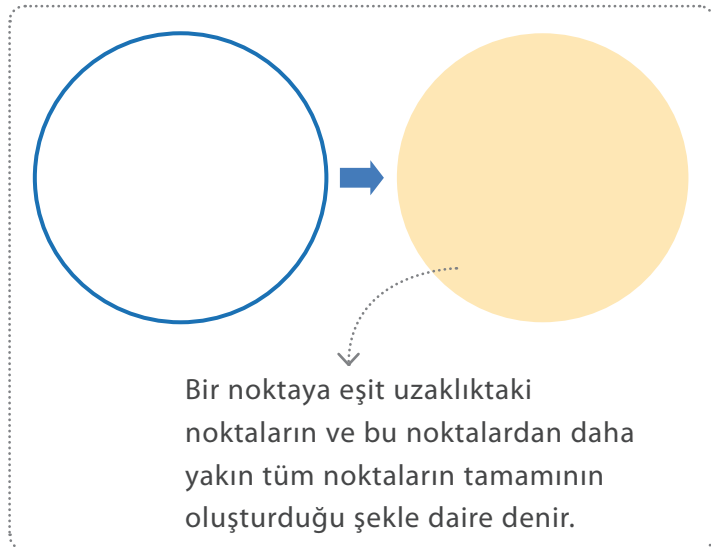 Bir noktaya eşit uzaklıktaki
noktaların ve bu noktalardan daha
yakın tüm noktaların tamamının
oluşturduğu şekle daire denir.